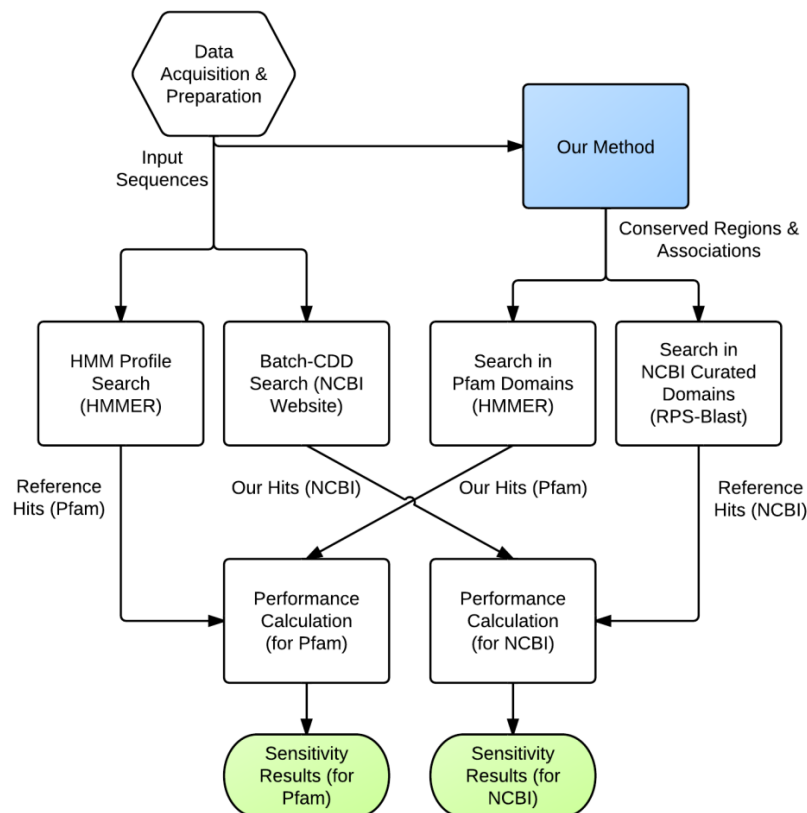 Data
Acquisition &
Preparation
Our Method
Input
Sequences
Conserved Regions &
Associations
HMM Profile
Search
(HMMER)
Batch-CDD
Search (NCBI
Website)
Search in
Pfam Domains
(HMMER)
Search in
NCBI Curated
Domains
(RPS-Blast)
Reference
Hits (Pfam)
Our Hits (NCBI)
Our Hits (Pfam)
Reference
Hits (NCBI)
Performance
Calculation
(for Pfam)
Performance
Calculation
(for NCBI)
Sensitivity
Results (for
Pfam)
Sensitivity
Results (for
NCBI)